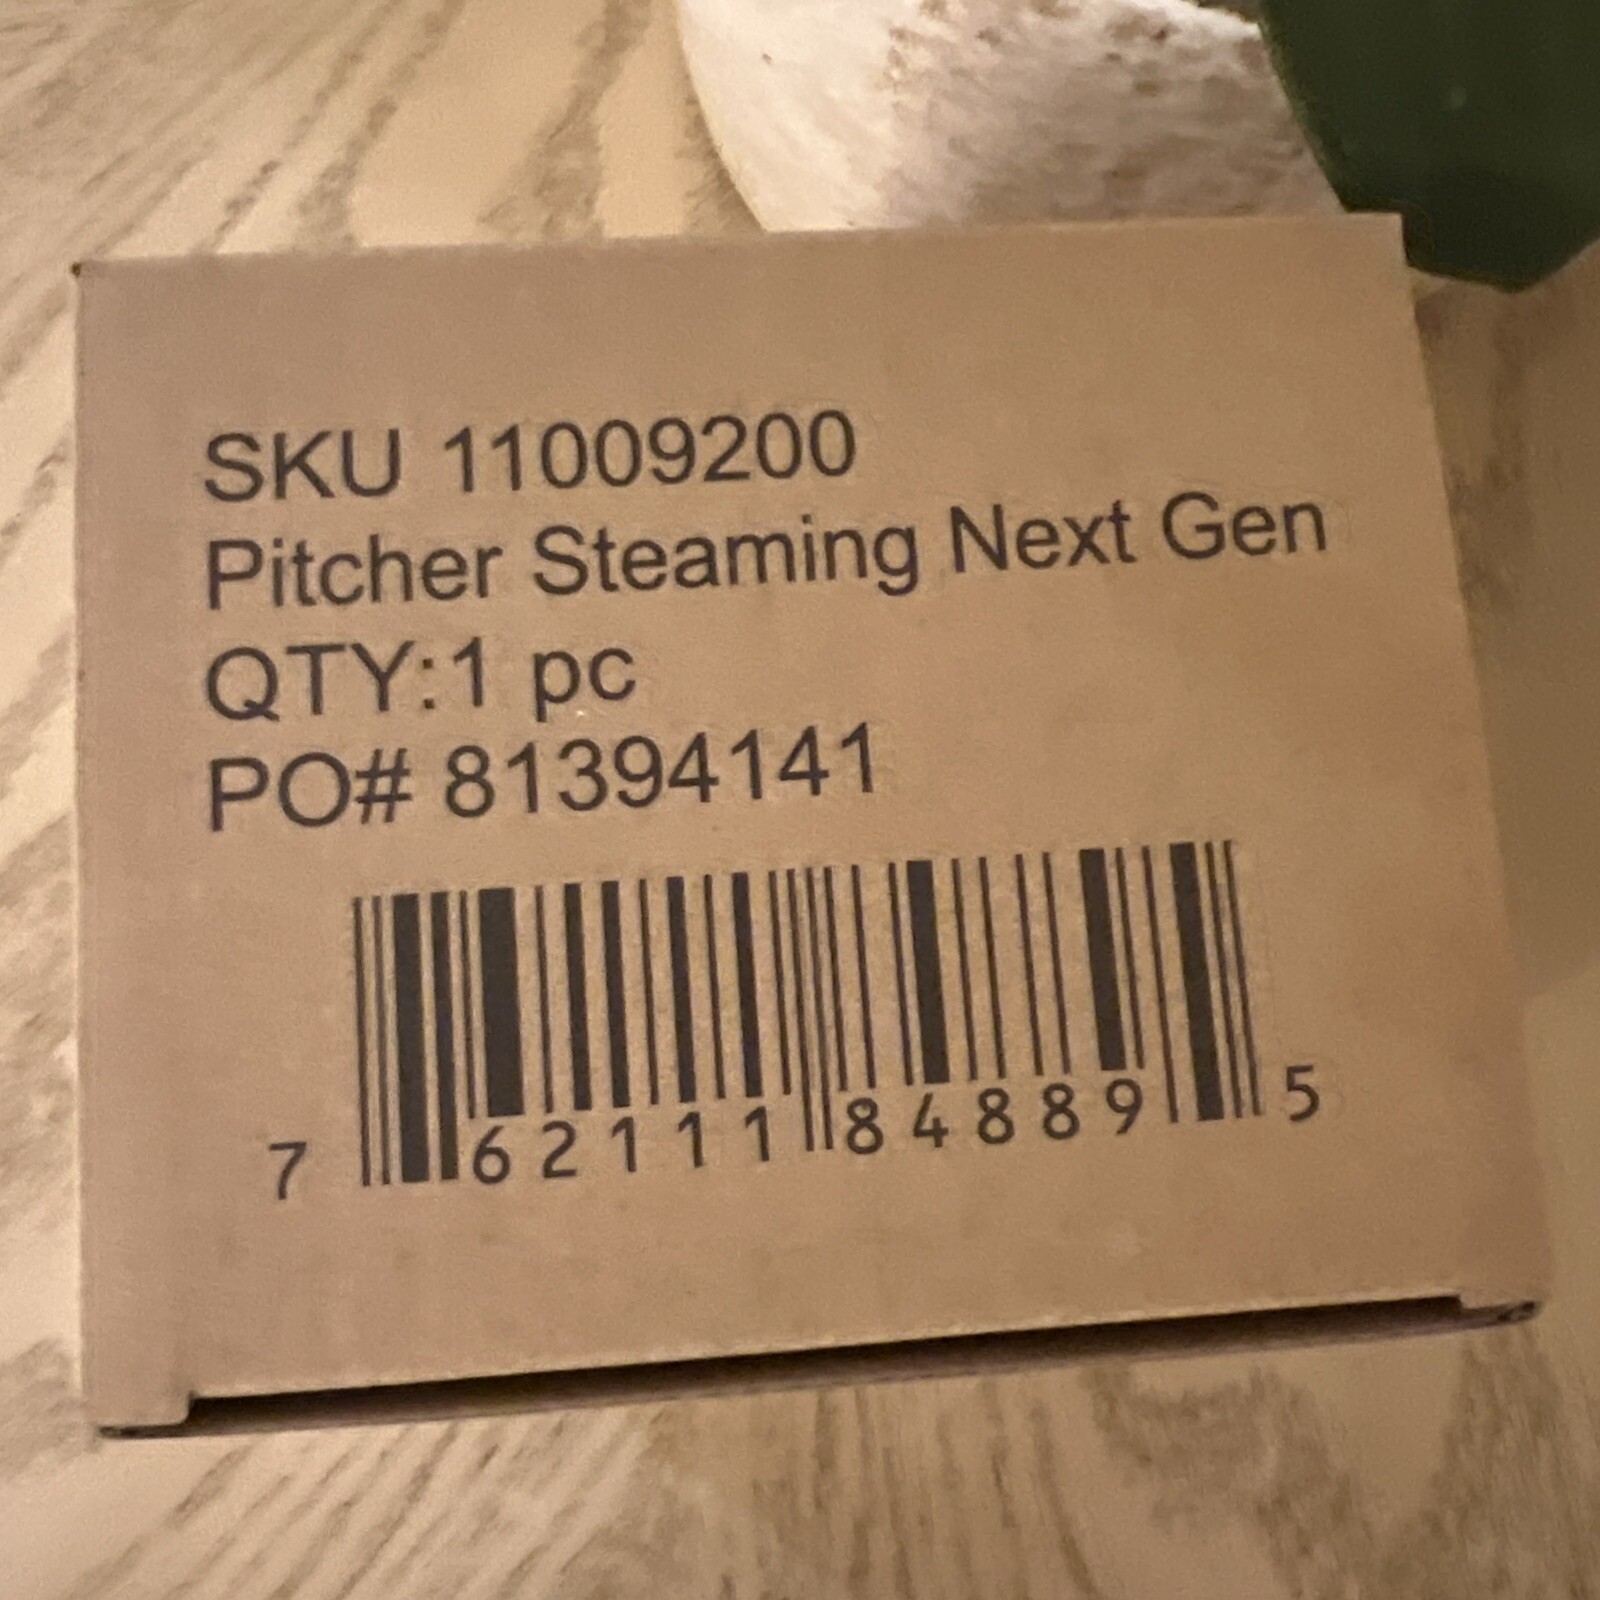 SKU 11009200
Pitcher Steaming Next Gen
QTY:1 pc
PO# 81394141
7 62111 84889 5